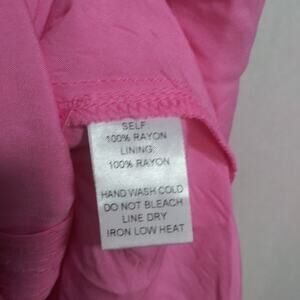 SELF
100% RAYON
LINING:
100% RAYON
HAND WASH COLD
DO NOT BLEACH
LINE DRY
IRON LOW HEAT